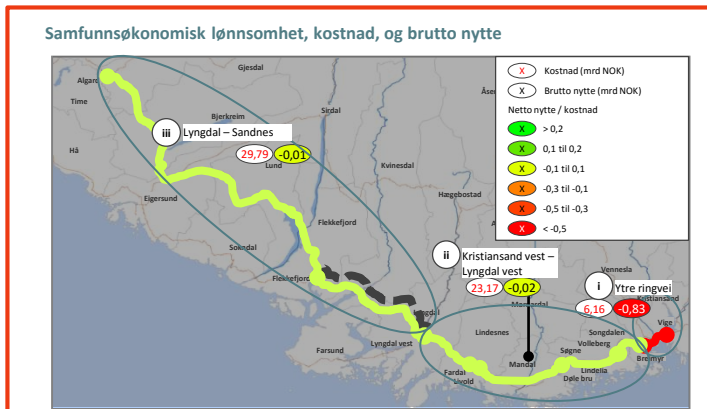 Samfunnsøkonomisk lønnsomhet, kostnad, og brutto nytte
X Kostnad (mrd NOK)
X Brutto nytte (mrd NOK)
Netto nytte / kostnad
X > 0,2
X 0,1 til 0,2
X -0,1 til 0,1
X -0,3 til -0,1
X -0,5 til -0,3
X < -0,5
Gjesdal
Ålgård
Time
Bjerkreim
Sirdal
Hå
iii Lyngdal – Sandnes
29,79 -0,01
Lund
Kvinesdal
Hægebostad
Eigersund
Flekkefjord
Sokndal
ii Kristiansand vest –
Lyngdal vest
Vennesla
i Ytre ringvei
Flekkefjord
23,17 -0,02
6,16 -0,83
Kristiansand
Vige
Lindesnes
Songdalen
Volleberg
Breimyr
Farsund
Lyngdal vest
Søgne
Mandal
Lindelia
Fardal
Livold
Døle bru